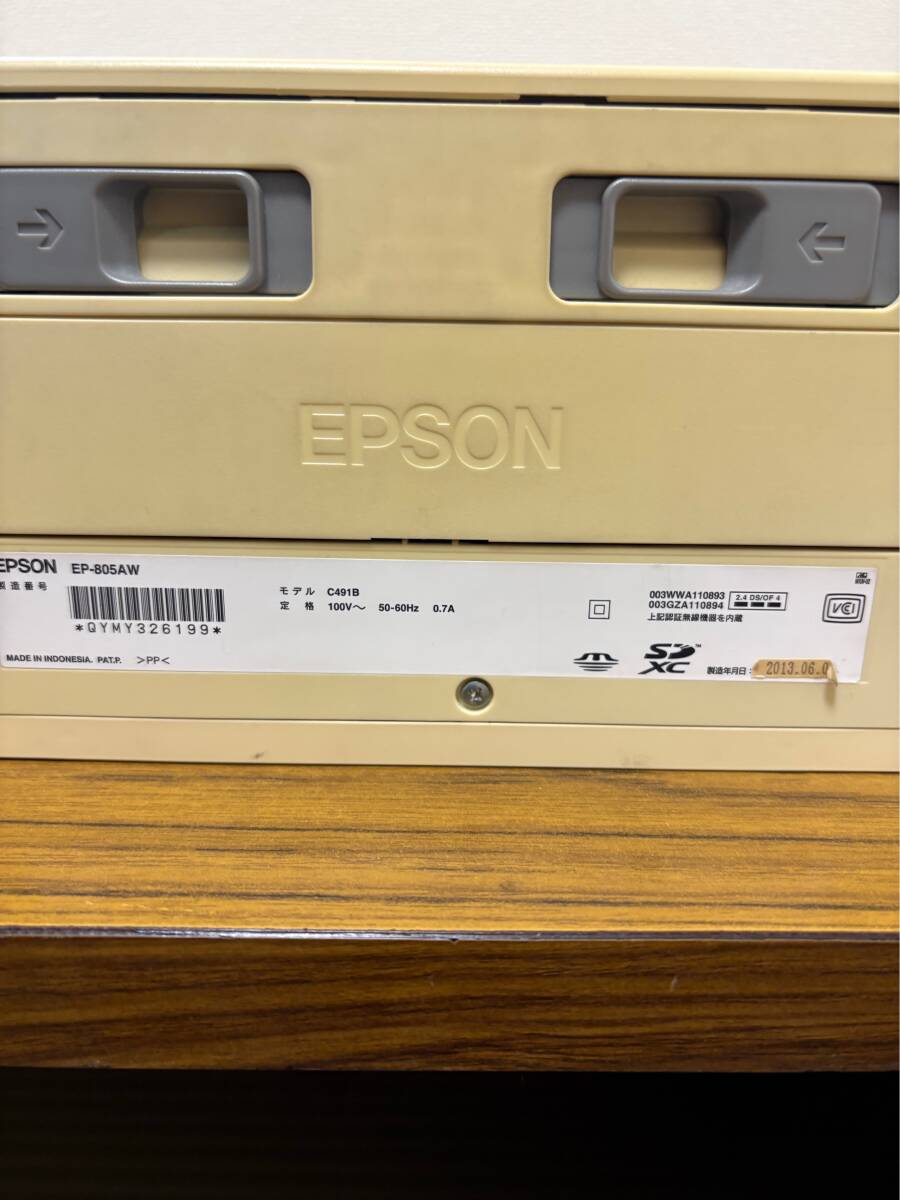 EPSON
EPSON EP-805AW
製造番号
*QYMY326199*
モデル C491B
定格 100V～ 50-60Hz 0.7A
003WWA110893
003GZA110894
2.4 DS/OF 4
上記認証無線機器を内蔵
VCI
MADE IN INDONESIA. PAT.P. >PP<
SD XC™
製造年月日: 2013.06.0